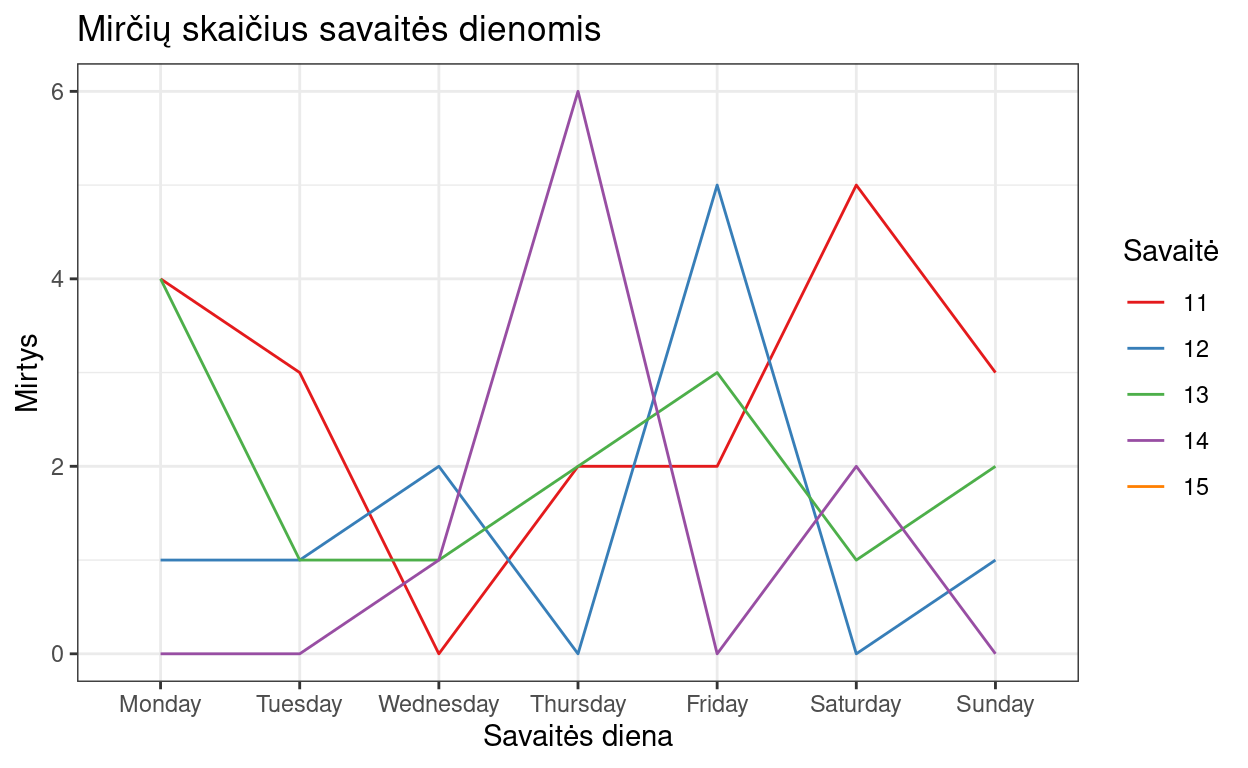 Mirčių skaičius savaitės dienomis
6
4
2
0
Mirtys
Monday Tuesday Wednesday Thursday Friday Saturday Sunday
Savaitės diena
Savaitė
11
12
13
14
15